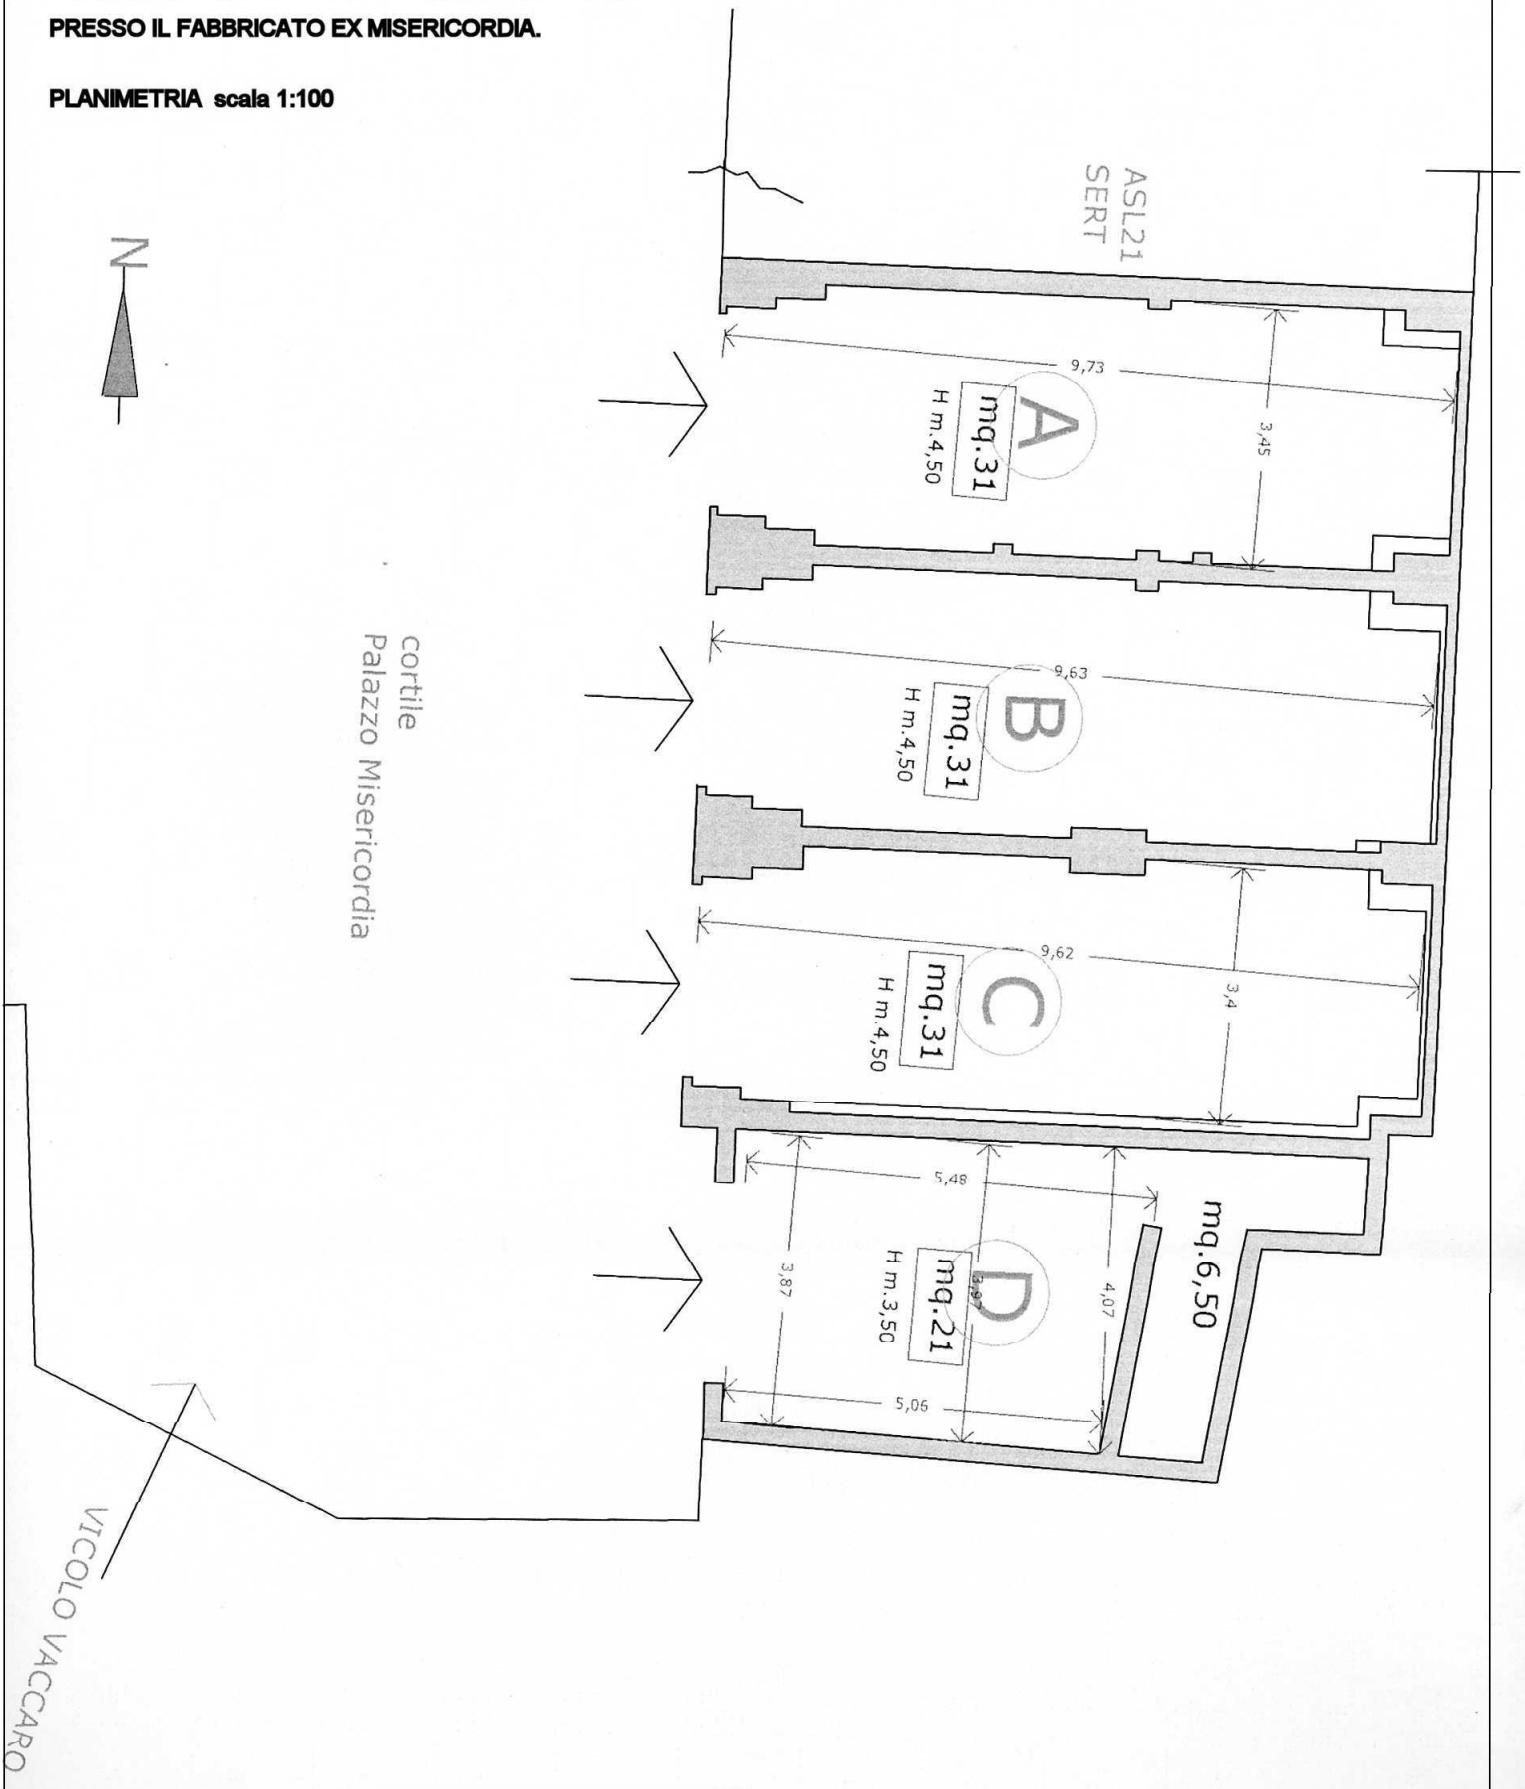 PRESSO IL FABBRICATO EX MISERICORDIA.
PLANIMETRIA scala 1:100
ASL21
SERT
N
9,73
3,45
A
mq.31
H m.4,50
cortile
Palazzo Misericordia
9,63
B
mq.31
H m.4,50
9,62
3,4
C
mq.31
H m.4,50
5,48
mq.6,50
3,87
D
3,97
4,07
mq.21
H m.3,50
5,06
VICOLO VACCARO